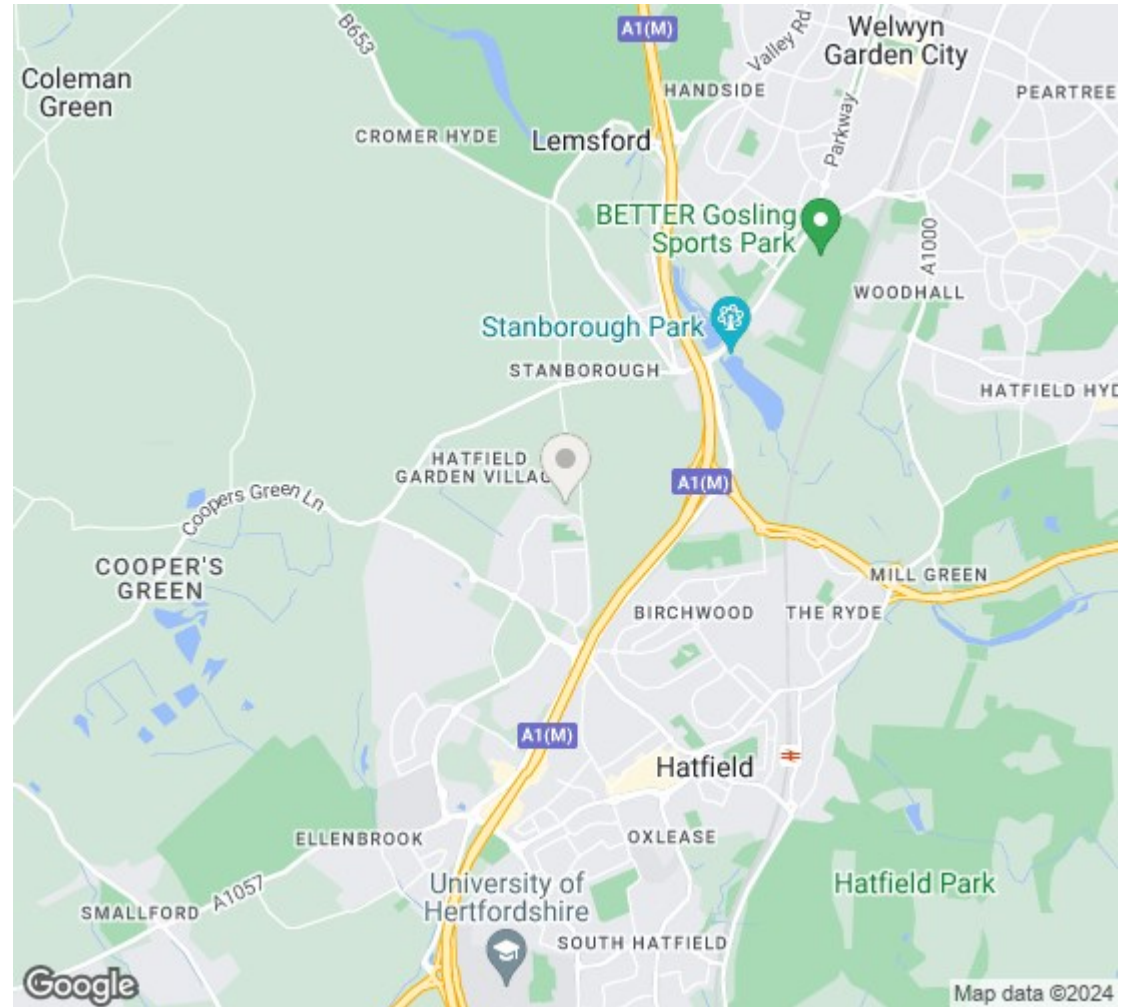 A1(M)
B653
Valley Rd
Welwyn
Garden City
Coleman
Green
HANDSIDE
PEARTREE
CROMER HYDE
Lemsford
Parkway
BETTER Gosling
Sports Park
A1000
WOODHALL
Stanborough Park
STANBOROUGH
HATFIELD HYD
HATFIELD
GARDEN VILLAG
A1(M)
Coopers Green Ln
COOPER'S
GREEN
MILL GREEN
BIRCHWOOD
THE RYDE
A1(M)
Hatfield
ELLENBROOK
OXLEASE
University of
Hertfordshire
Hatfield Park
A1057
SMALLFORD
SOUTH HATFIELD
Google
Map data ©2024